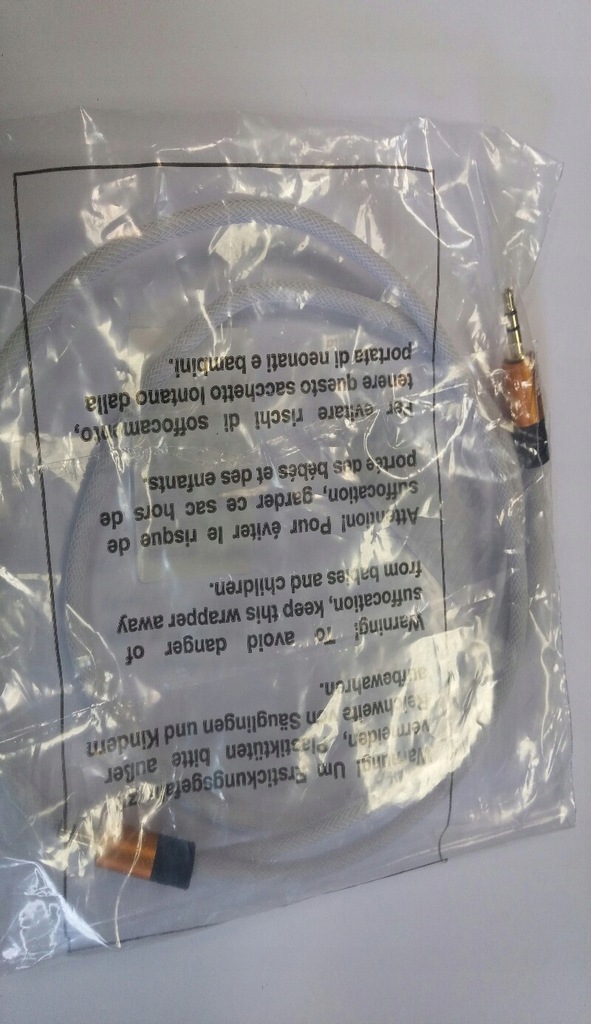 Warnung! Um Erstickungsgefahr zu
vermeiden, Plastiktüten bitte außer
Reichweite von Säuglingen und Kindern
aufbewahren.
Warning! To avoid danger of
suffocation, keep this wrapper away
from babies and children.
Attention! Pour éviter le risque de
suffocation, garder ce sac hors de
portée des bébés et des enfants.
Per evitare rischi di soffocamento,
tenere questo sacchetto lontano dalla
portata di neonati e bambini.